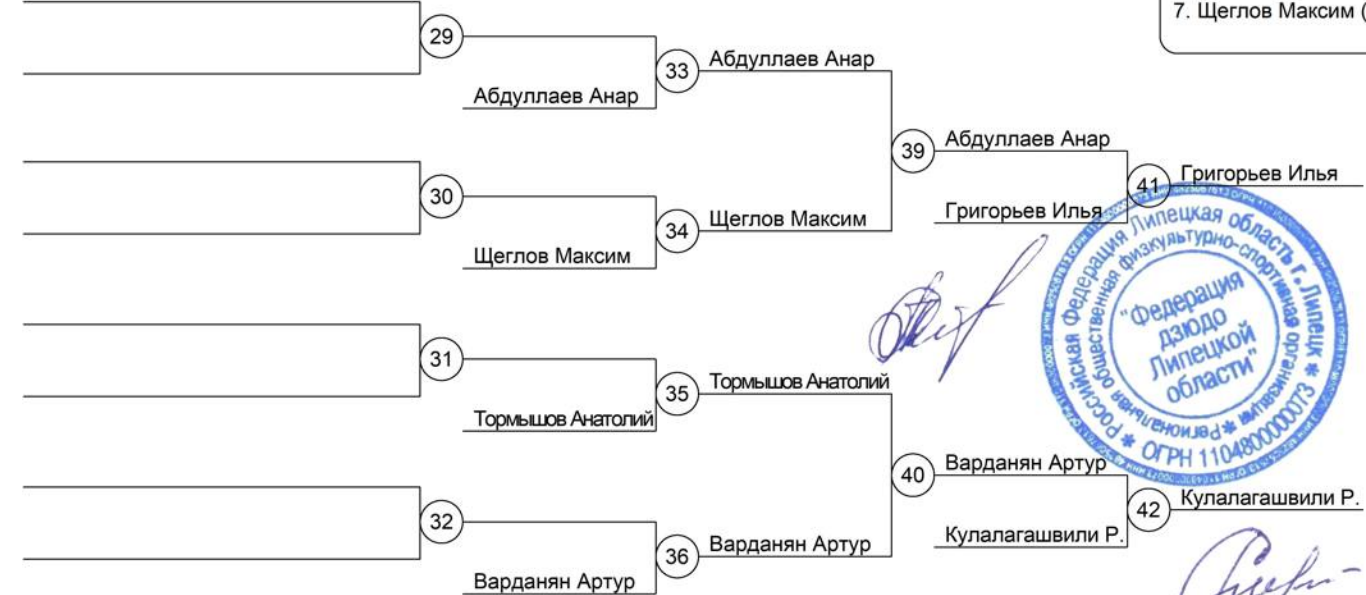 7. Щеглов Максим (
29
33
Абдуллаев Анар
Абдуллаев Анар
39
Абдуллаев Анар
41
Григорьев Илья
Григорьев Илья
30
34
Щеглов Максим
Щеглов Максим
31
35
Тормышов Анатолий
Тормышов Анатолий
40
Варданян Артур
42
Кулалагашвили Р.
Кулалагашвили Р.
32
36
Варданян Артур
Варданян Артур
* Российская Федерация Липецкая область г. Липецк *
ОГРН 1104800000073
* Региональная общественная физкультурно-спортивная организация
"Федерация
дзюдо
Липецкой
области"